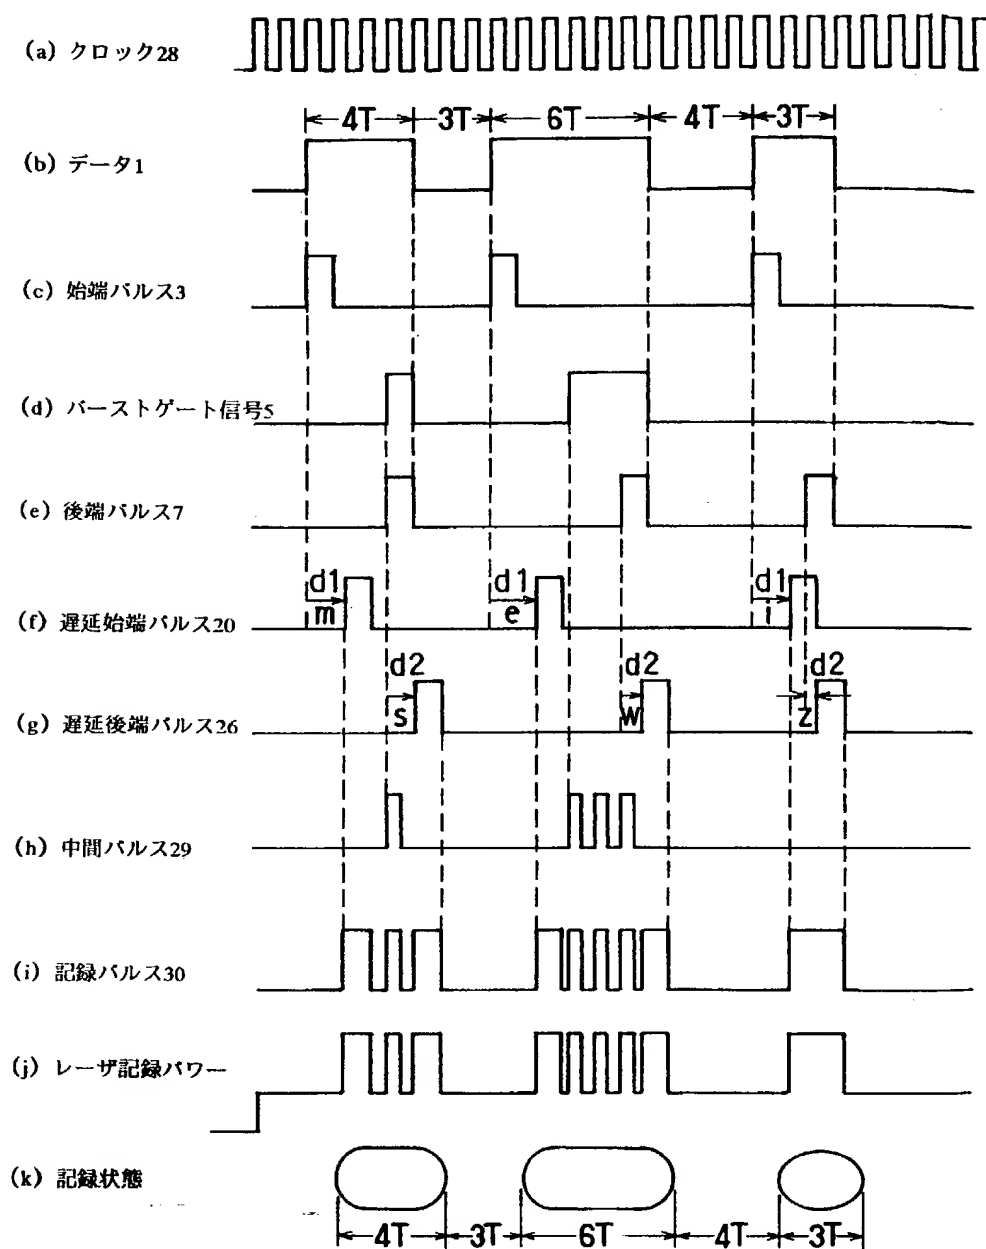 (a) クロック28
4T 3T 6T 4T 3T
(b) データ1
(c) 始端パルス3
(d) バーストゲート信号5
(e) 後端パルス7
d1 d1 d1
m e i
(f) 遅延始端パルス20
d2 d2 d2
s w z
(g) 遅延後端パルス26
(h) 中間パルス29
(i) 記録パルス30
(j) レーザ記録パワー
(k) 記録状態
4T 3T 6T 4T 3T